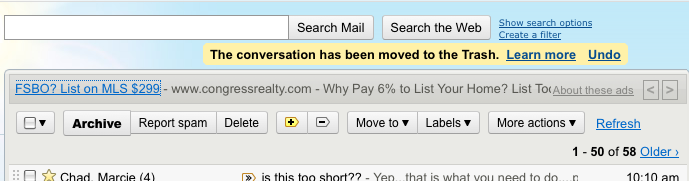 Search Mail Search the Web Show search options
Create a filter
The conversation has been moved to the Trash. Learn more Undo
FSBO? List on MLS $299 - www.congressrealty.com - Why Pay 6% to List Your Home? List Too About these ads < >
Archive Report spam Delete Move to ▾ Labels ▾ More actions ▾ Refresh
1 - 50 of 58 Older ›
Chad, Marcie (4) » is this too short?? - Yep...that is what you need to do....p 10:10 am